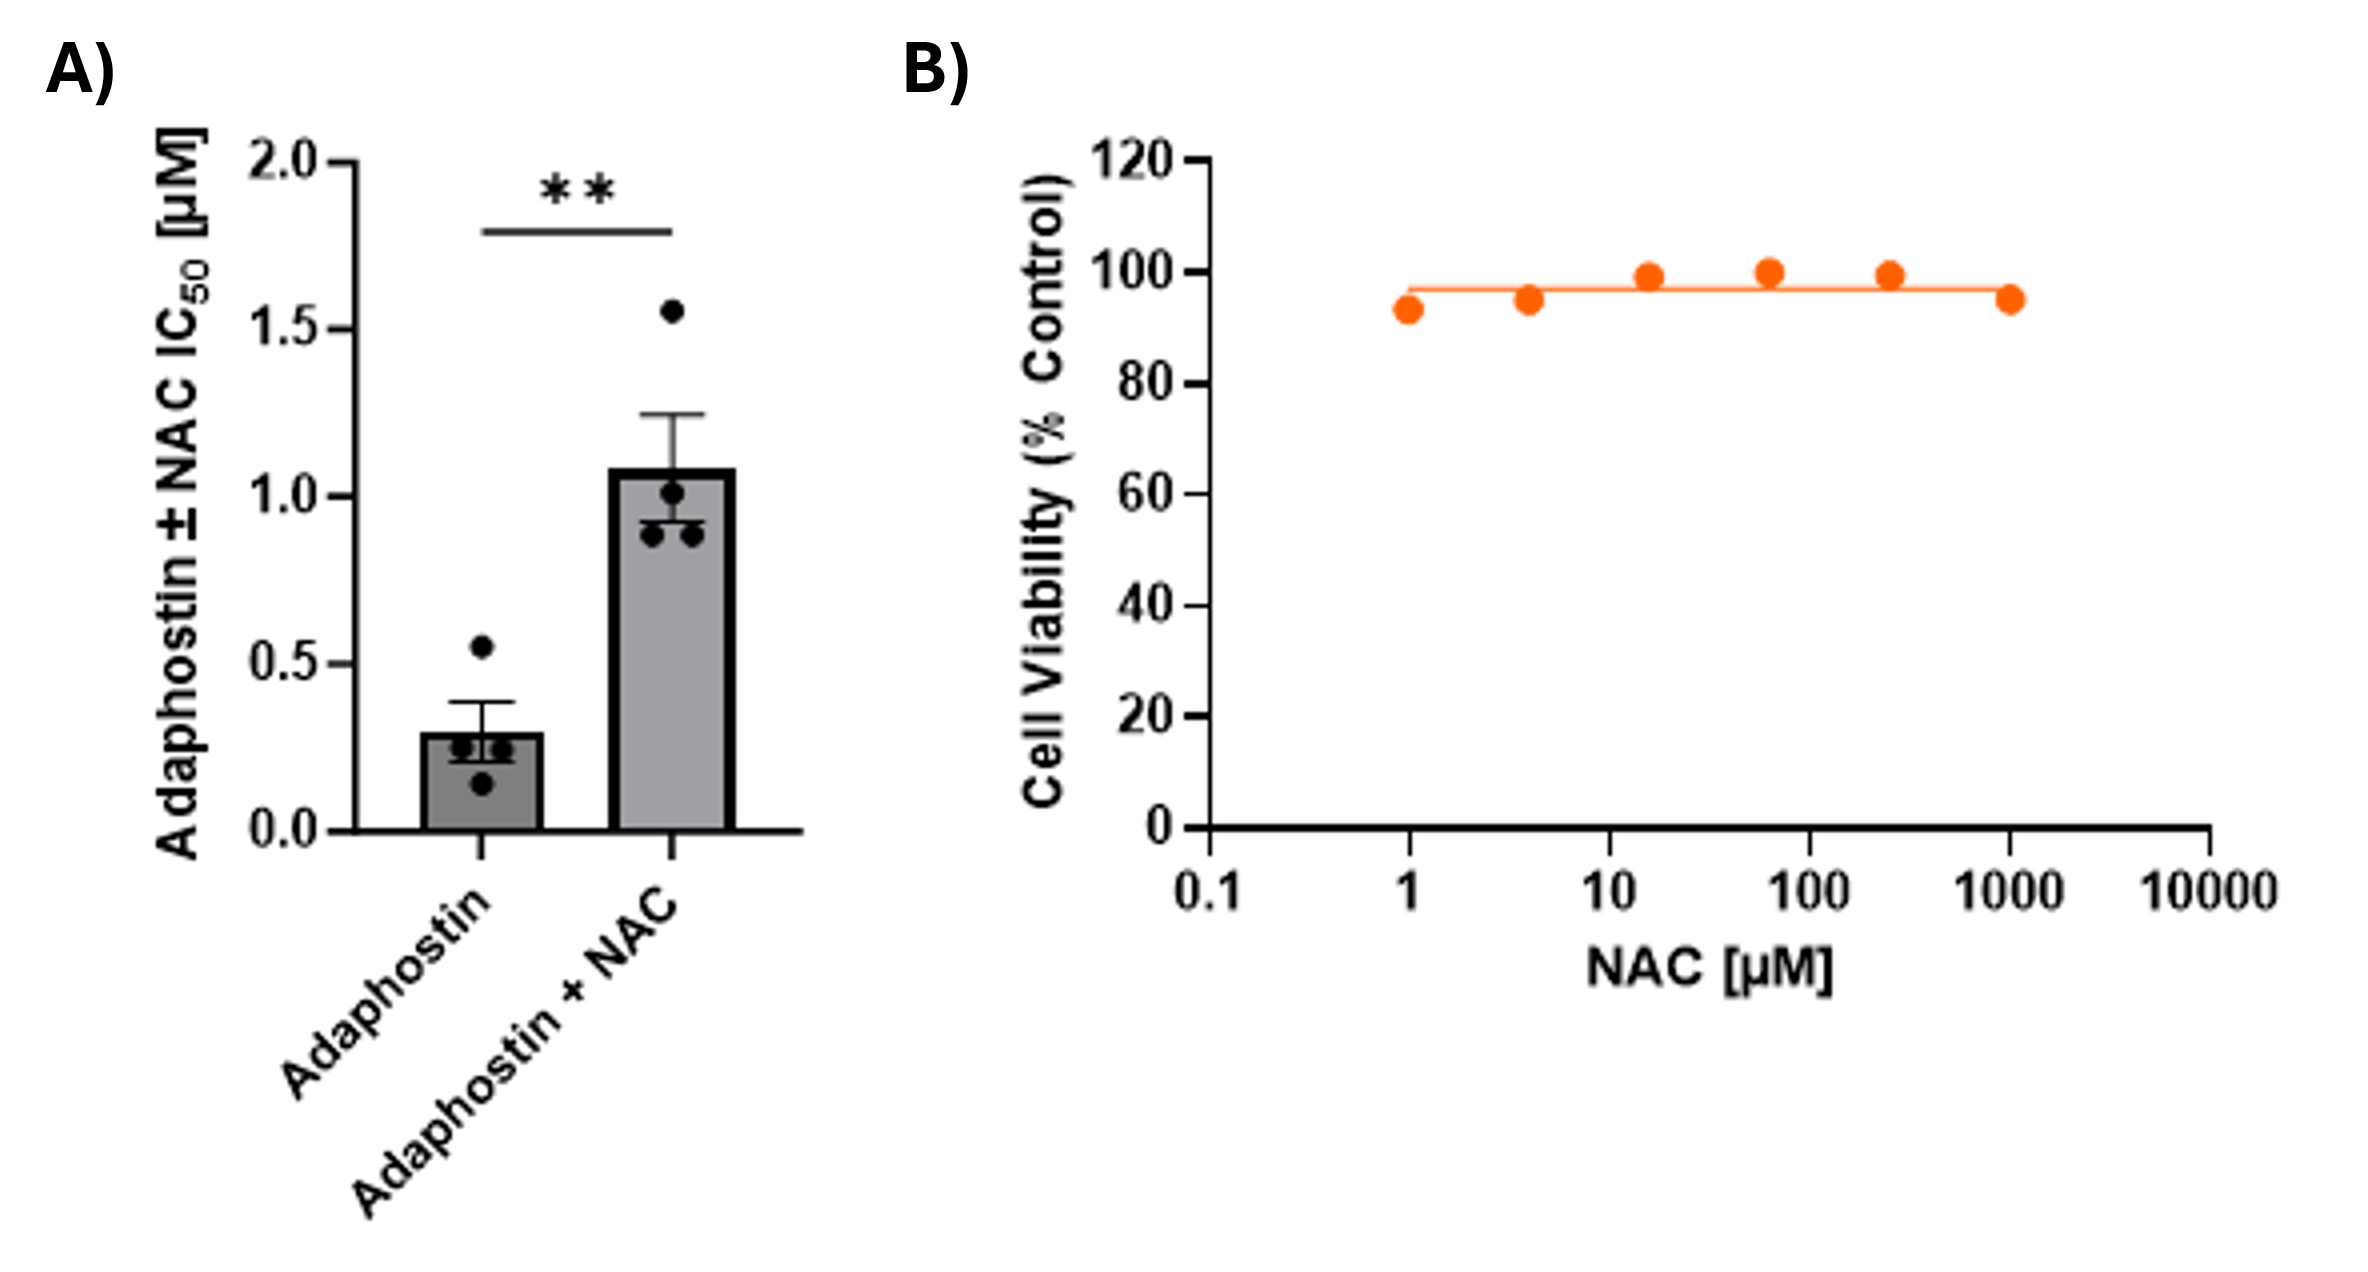 A)
Adaphostin ± NAC IC50 [µM]
2.0
1.5
1.0
0.5
0.0
**
Adaphostin
Adaphostin + NAC
B)
Cell Viability (% Control)
120
100
80
60
40
20
0
0.1 1 10 100 1000 10000
NAC [µM]